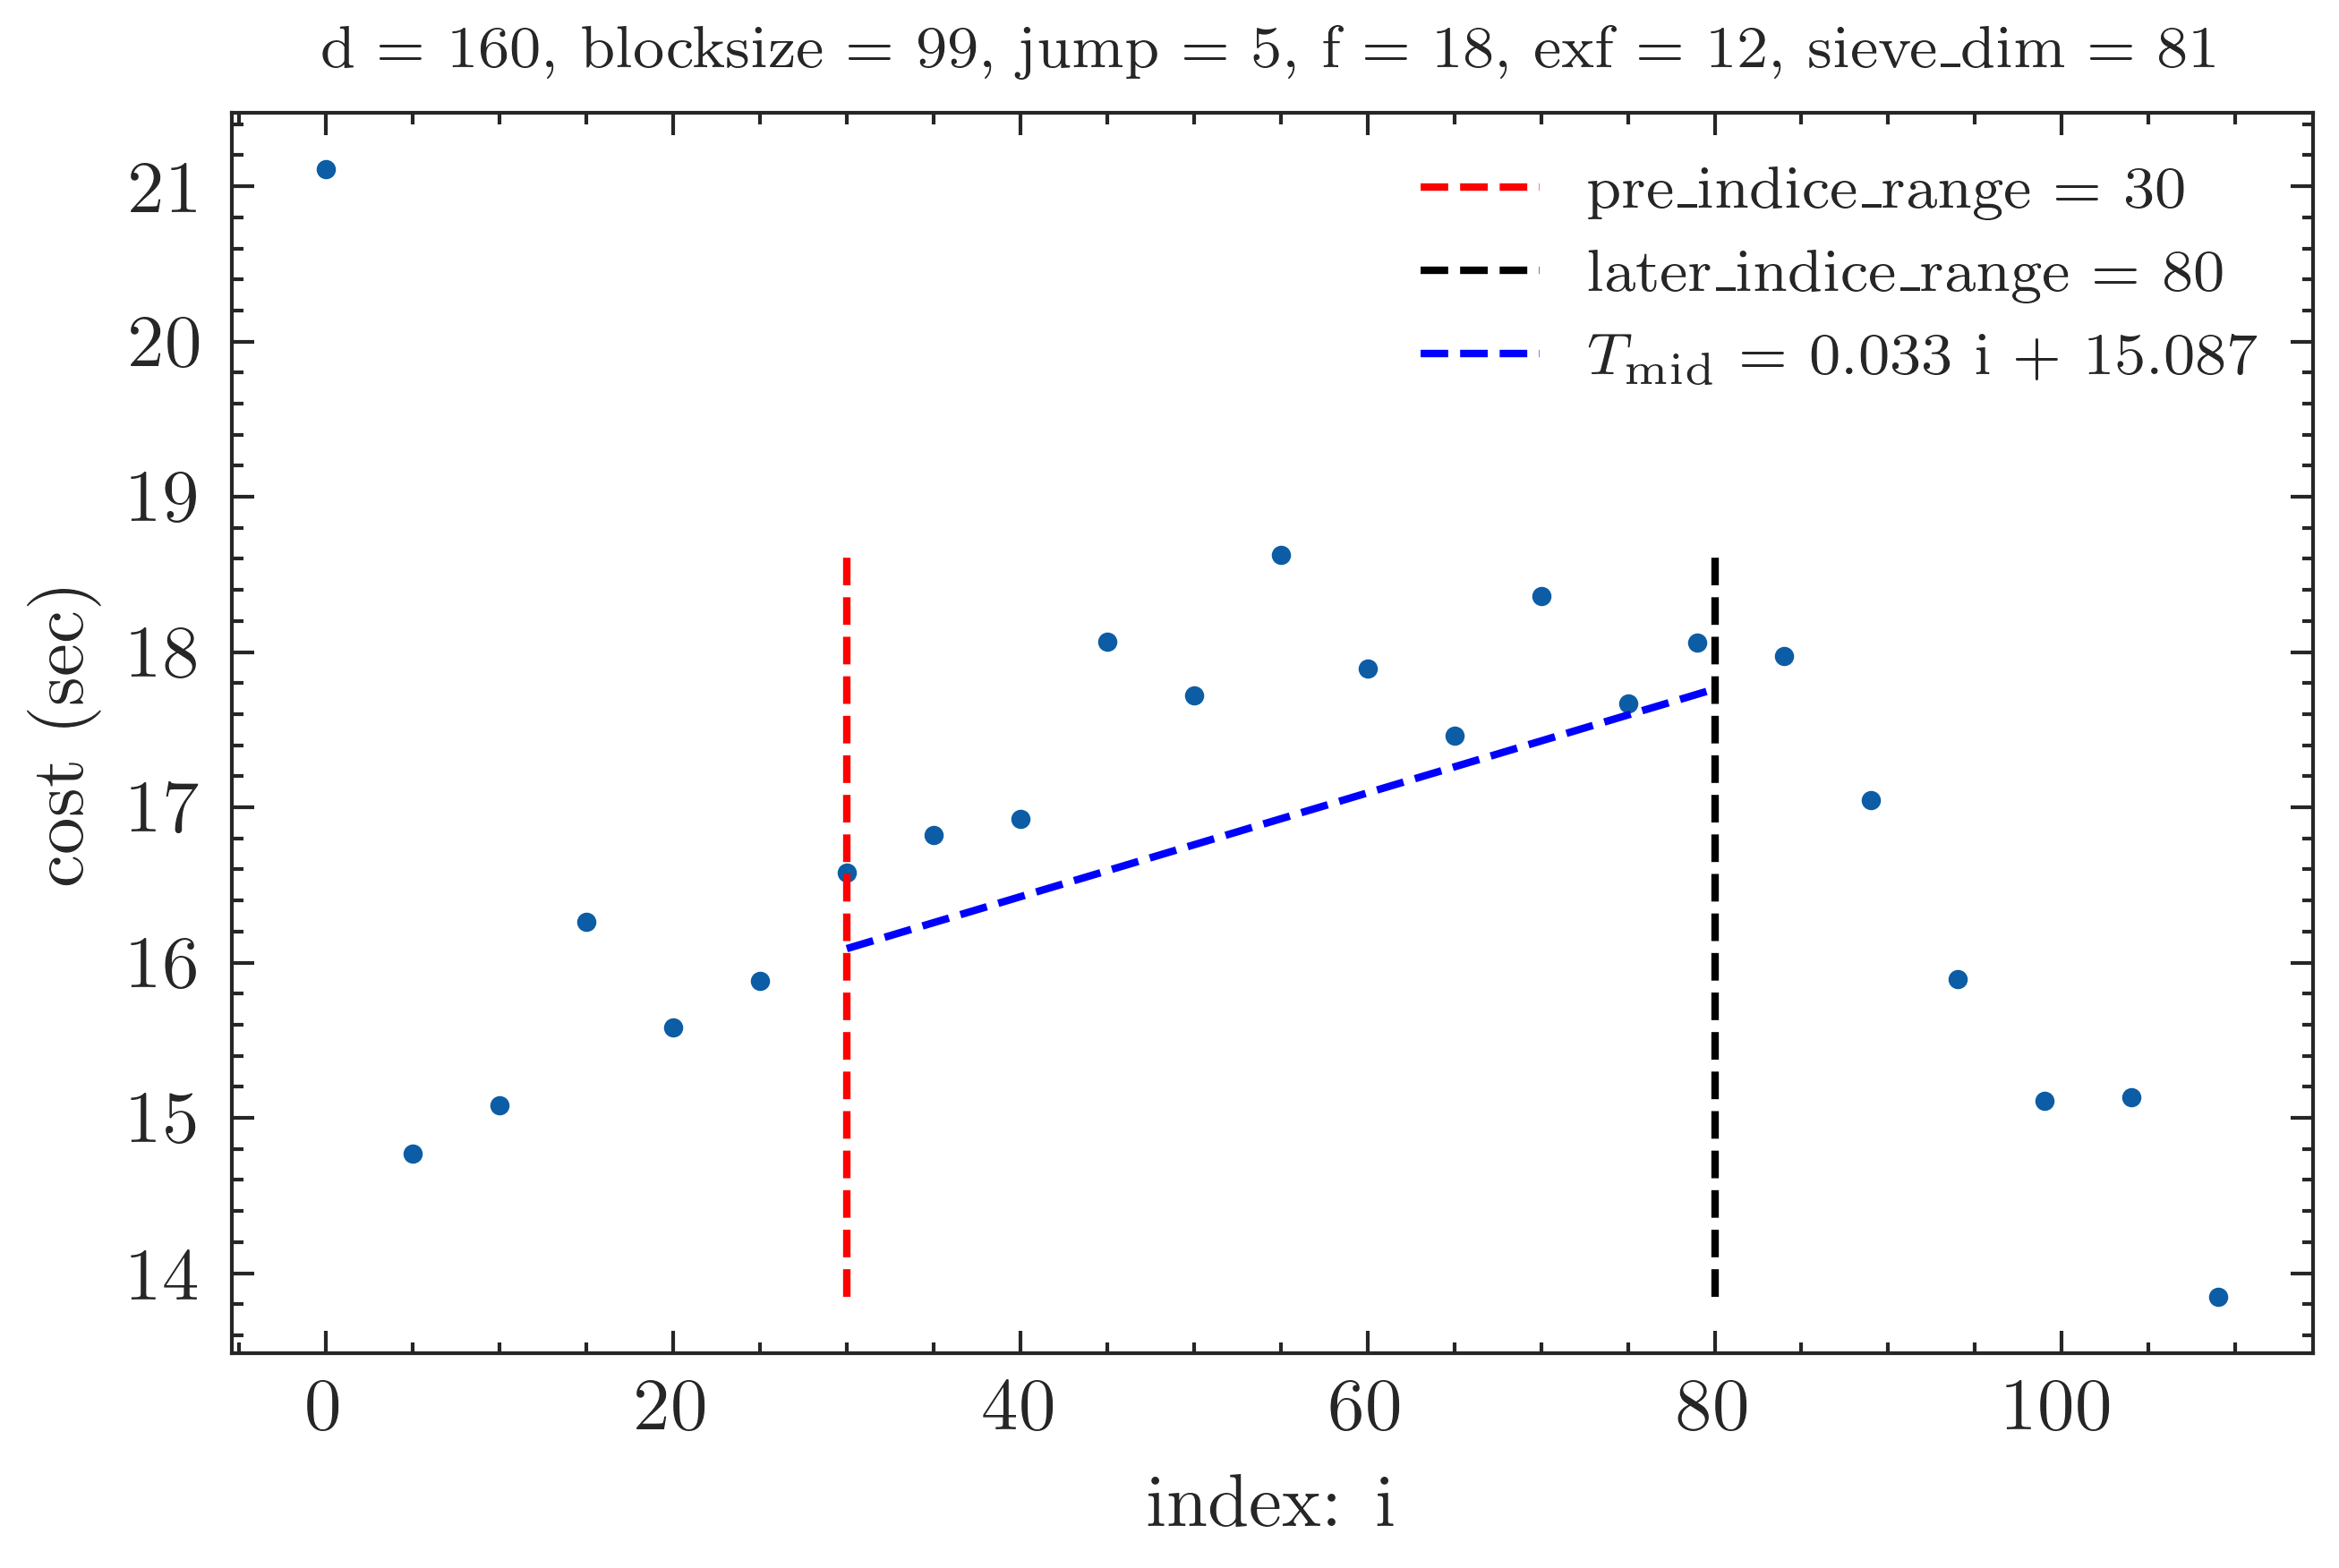 d = 160, blocksize = 99, jump = 5, f = 18, exf = 12, sieve_dim = 81
pre_indice_range = 30
later_indice_range = 80
T_mid = 0.033 i + 15.087
21
20
19
18
17
16
15
14
cost (sec)
0 20 40 60 80 100
index: i